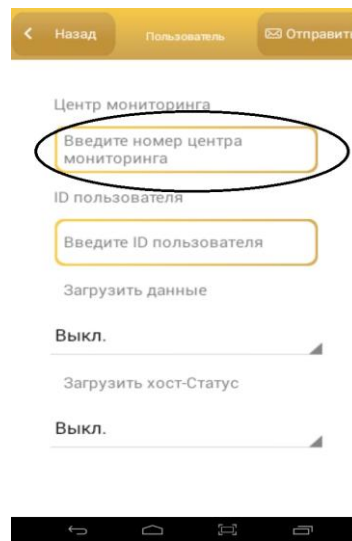 Назад
Пользователь
Отправить
Центр мониторинга
Введите номер центра
мониторинга
ID пользователя
Введите ID пользователя
Загрузить данные
Выкл.
Загрузить хост-Статус
Выкл.